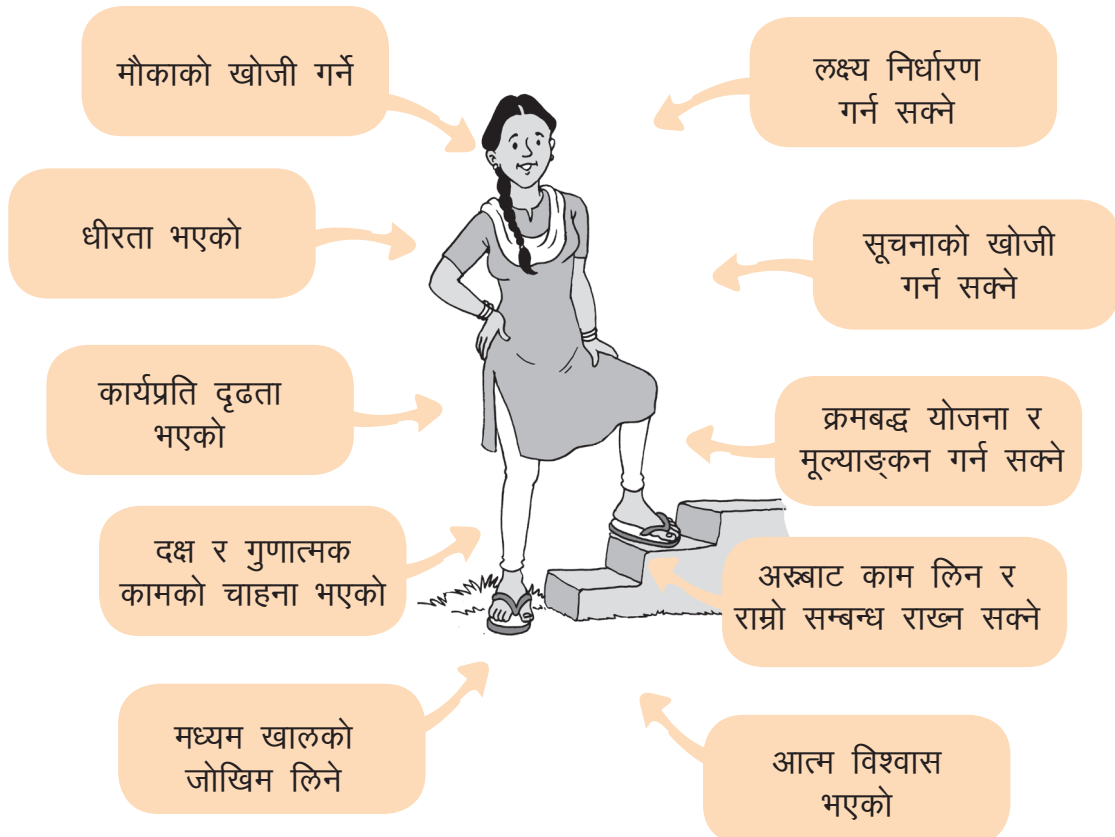 मौकाको खोजी गर्ने
धीरता भएको
कार्यप्रति दृढता
भएको
दक्ष र गुणात्मक
कामको चाहना भएको
मध्यम खालको
जोखिम लिने
लक्ष्य निर्धारण
गर्न सक्ने
सूचनाको खोजी
गर्न सक्ने
क्रमबद्ध योजना र
मूल्याङ्कन गर्न सक्ने
अरुबाट काम लिन र
राम्रो सम्बन्ध राख्न सक्ने
आत्म विश्वास
भएको